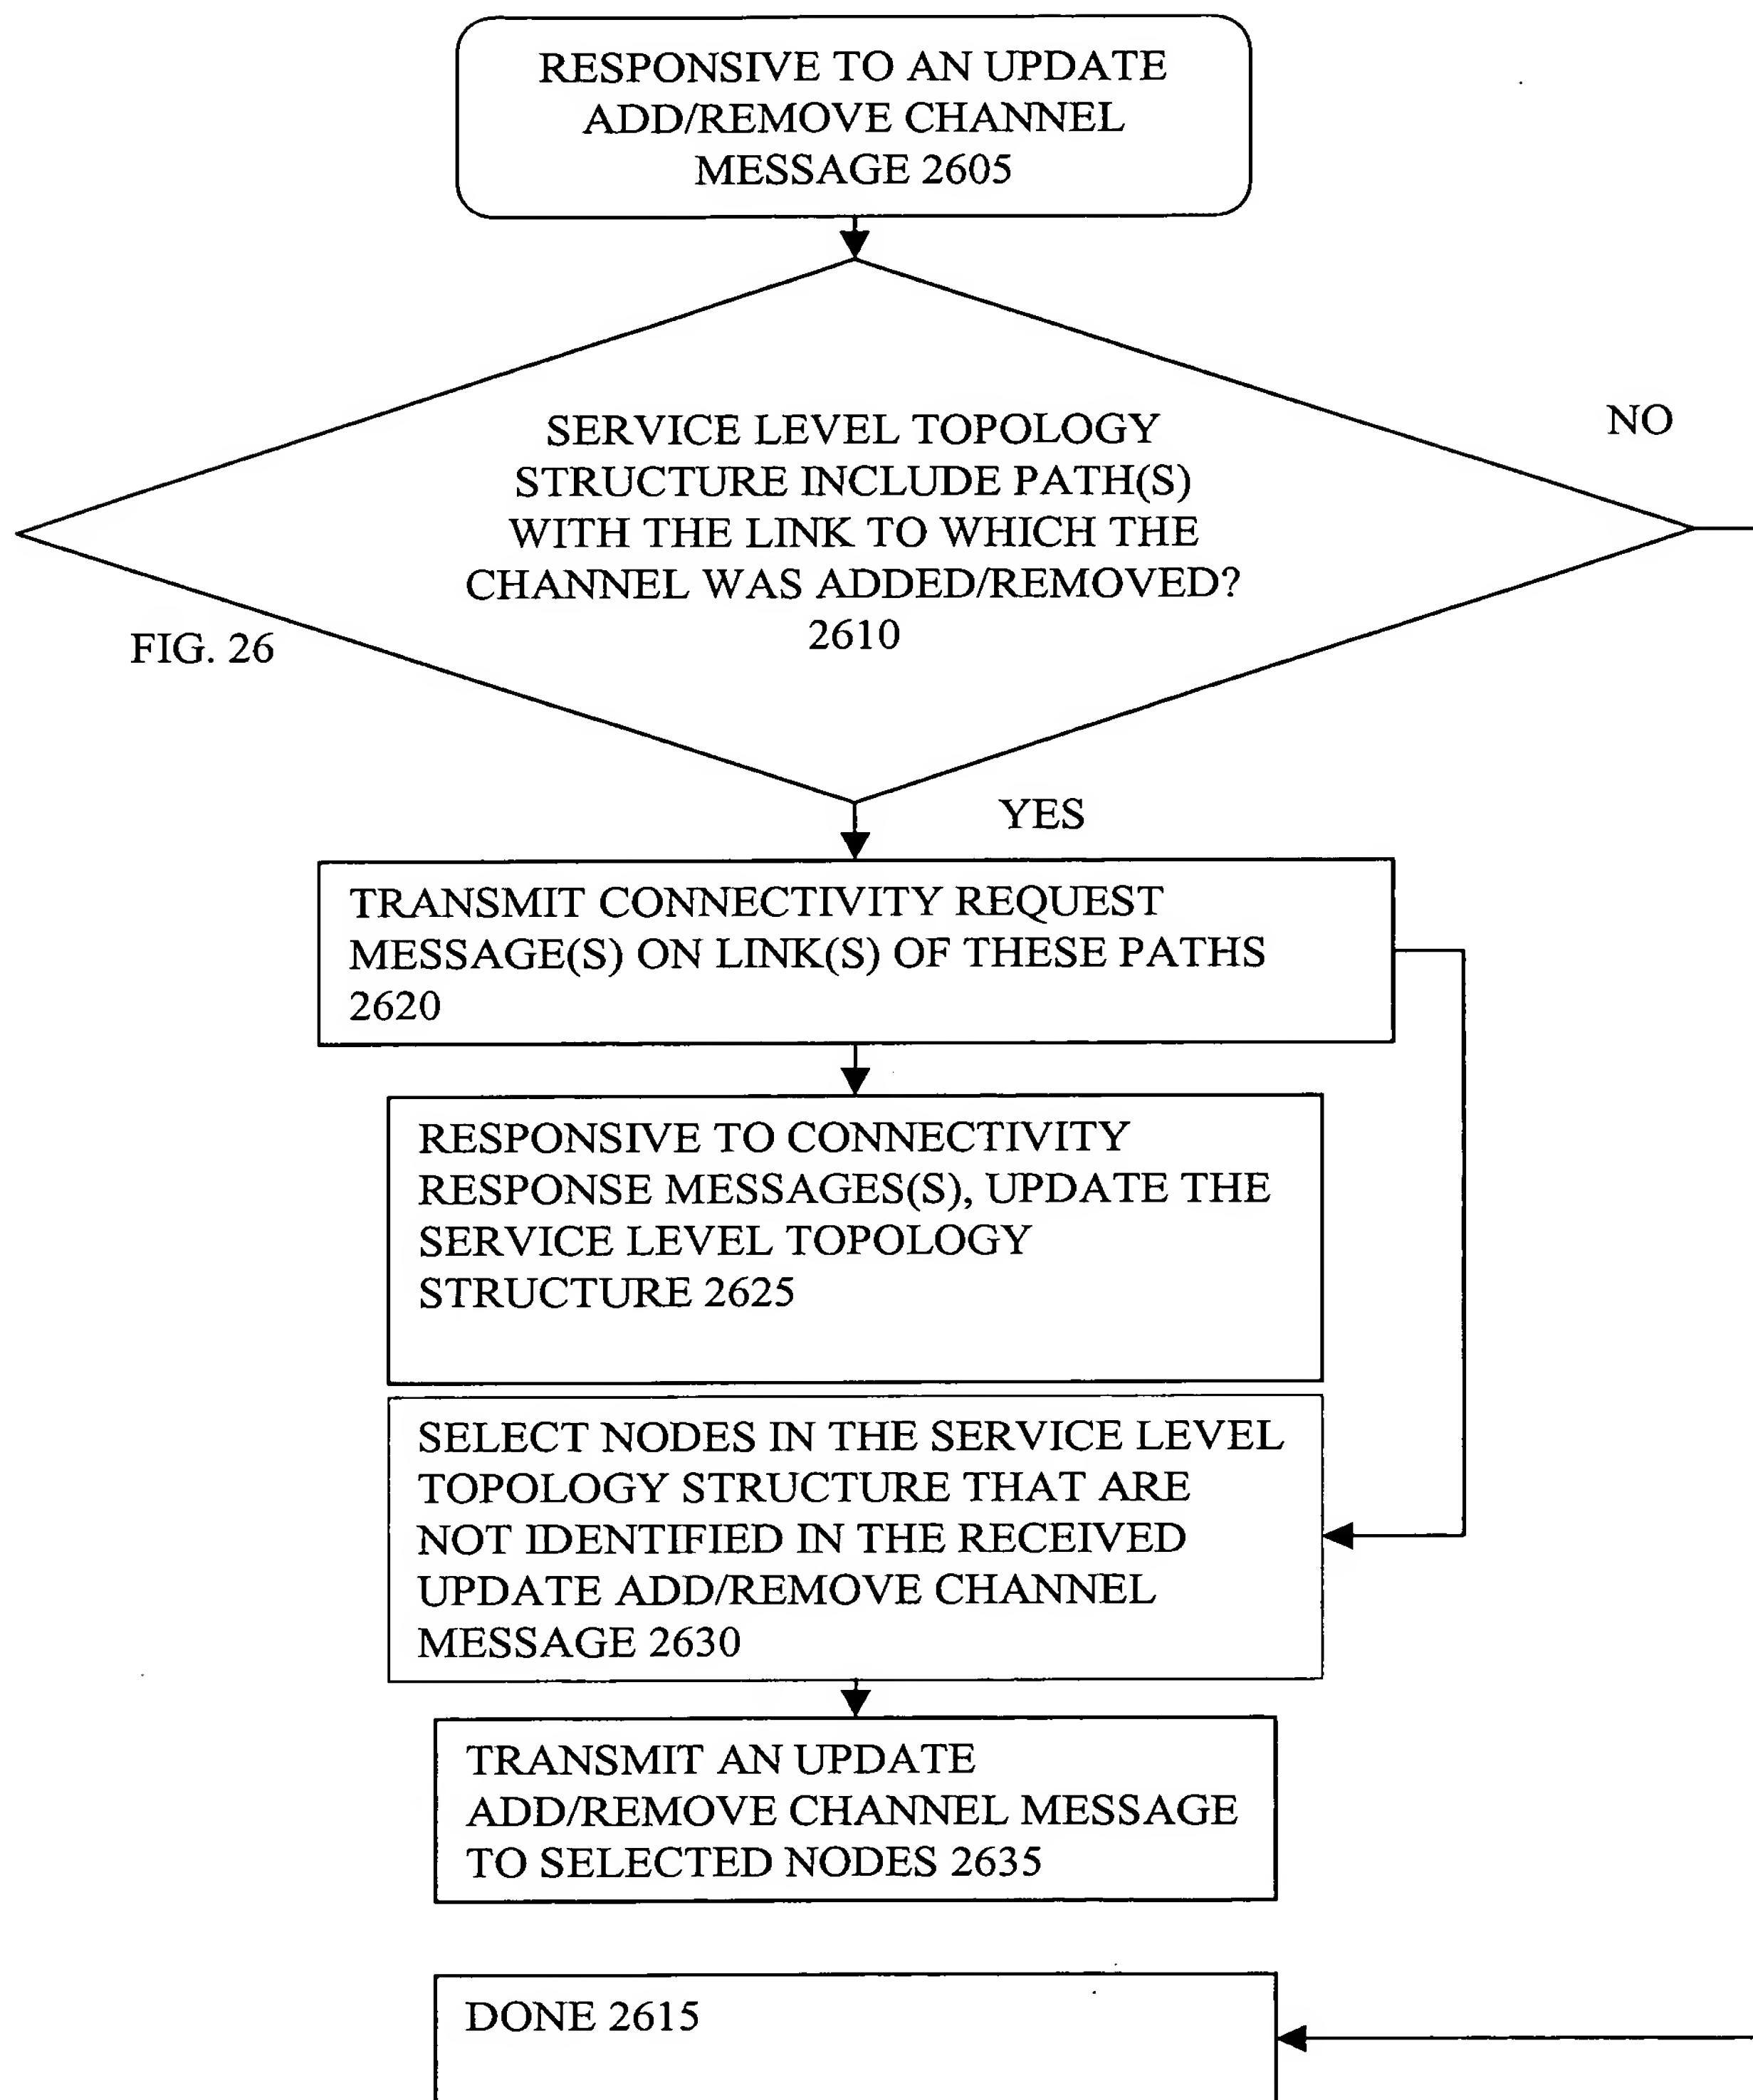 RESPONSIVE TO AN UPDATE
ADD/REMOVE CHANNEL
MESSAGE 2605
NO
SERVICE LEVEL TOPOLOGY
STRUCTURE INCLUDE PATH(S)
WITH THE LINK TO WHICH THE
CHANNEL WAS ADDED/REMOVED?
2610
FIG. 26
YES
TRANSMIT CONNECTIVITY REQUEST
MESSAGE(S) ON LINK(S) OF THESE PATHS
2620
RESPONSIVE TO CONNECTIVITY
RESPONSE MESSAGES(S), UPDATE THE
SERVICE LEVEL TOPOLOGY
STRUCTURE 2625
SELECT NODES IN THE SERVICE LEVEL
TOPOLOGY STRUCTURE THAT ARE
NOT IDENTIFIED IN THE RECEIVED
UPDATE ADD/REMOVE CHANNEL
MESSAGE 2630
TRANSMIT AN UPDATE
ADD/REMOVE CHANNEL MESSAGE
TO SELECTED NODES 2635
DONE 2615